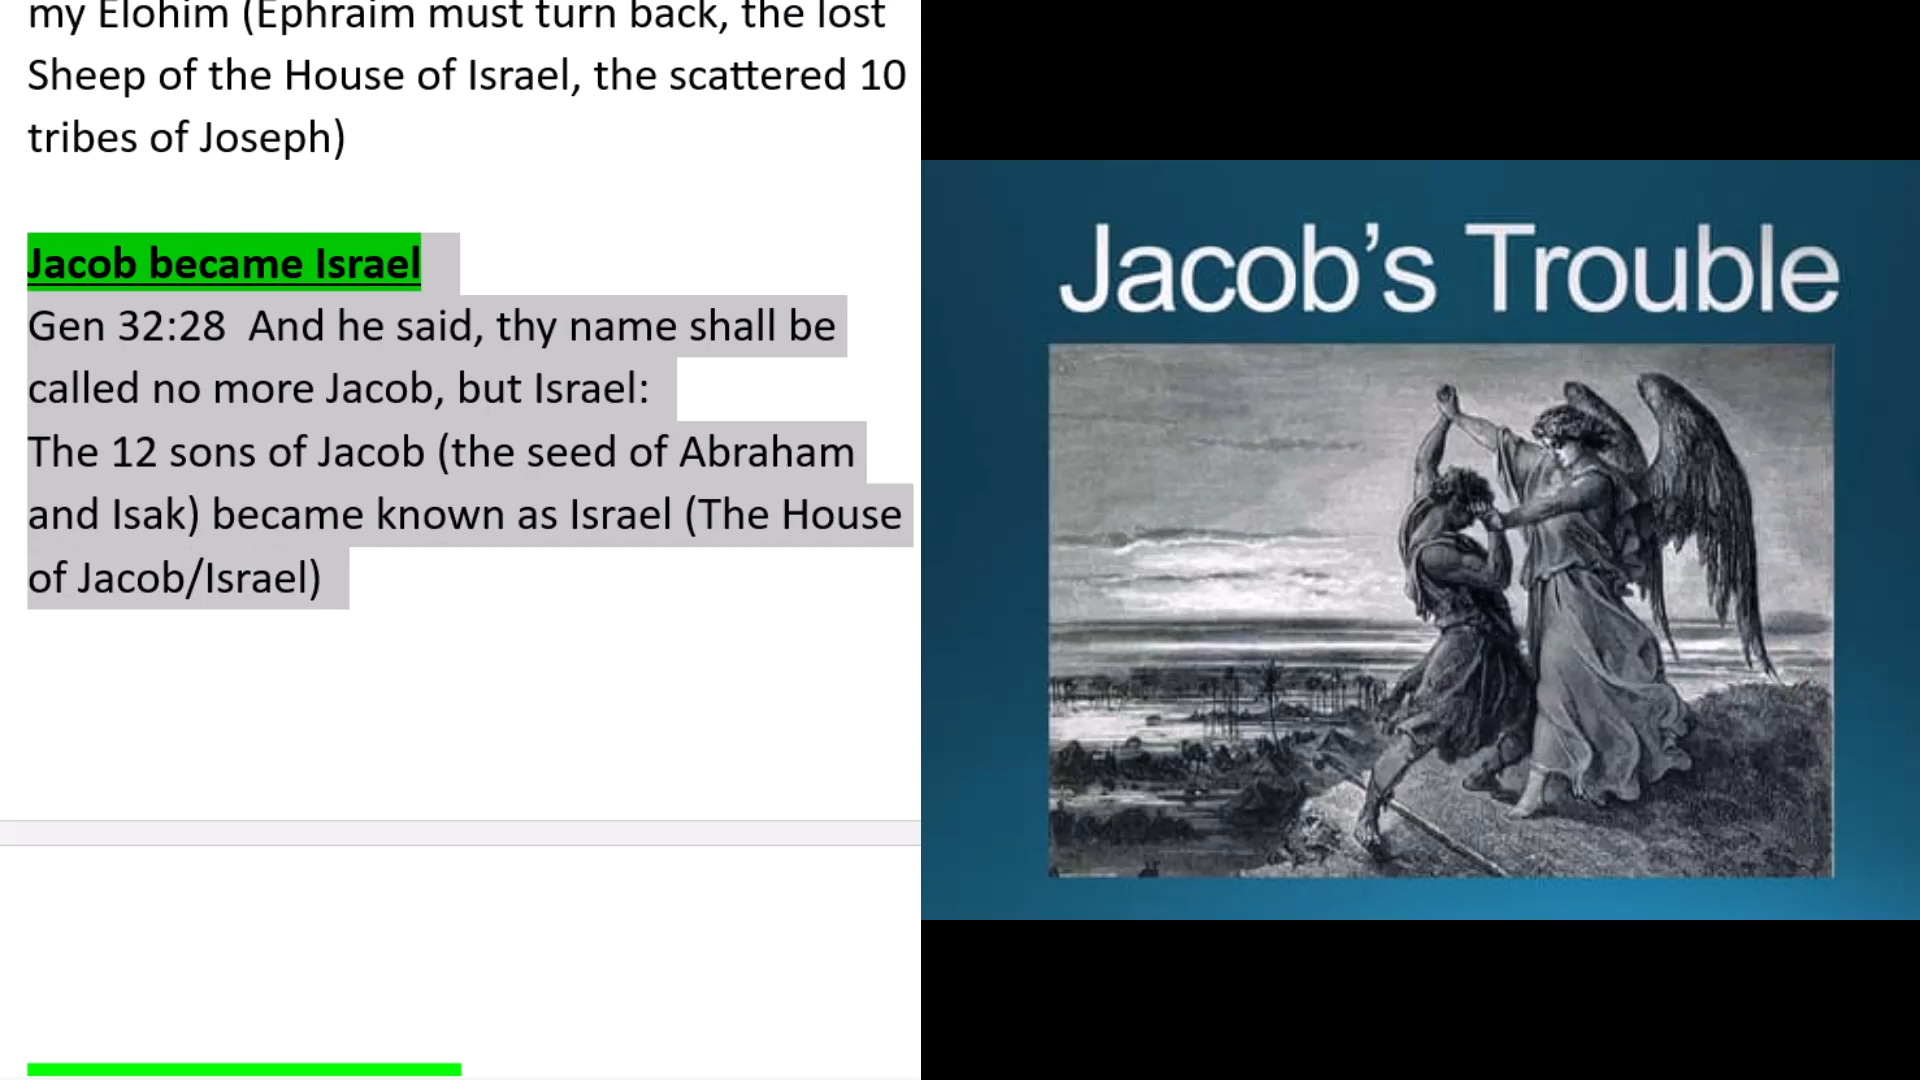 my Elohim (Ephraim must turn back, the lost
Sheep of the House of Israel, the scattered 10
tribes of Joseph)
Jacob became Israel
Gen 32:28  And he said, thy name shall be
called no more Jacob, but Israel:
The 12 sons of Jacob (the seed of Abraham
and Isak) became known as Israel (The House
of Jacob/Israel)
Jacob’s Trouble